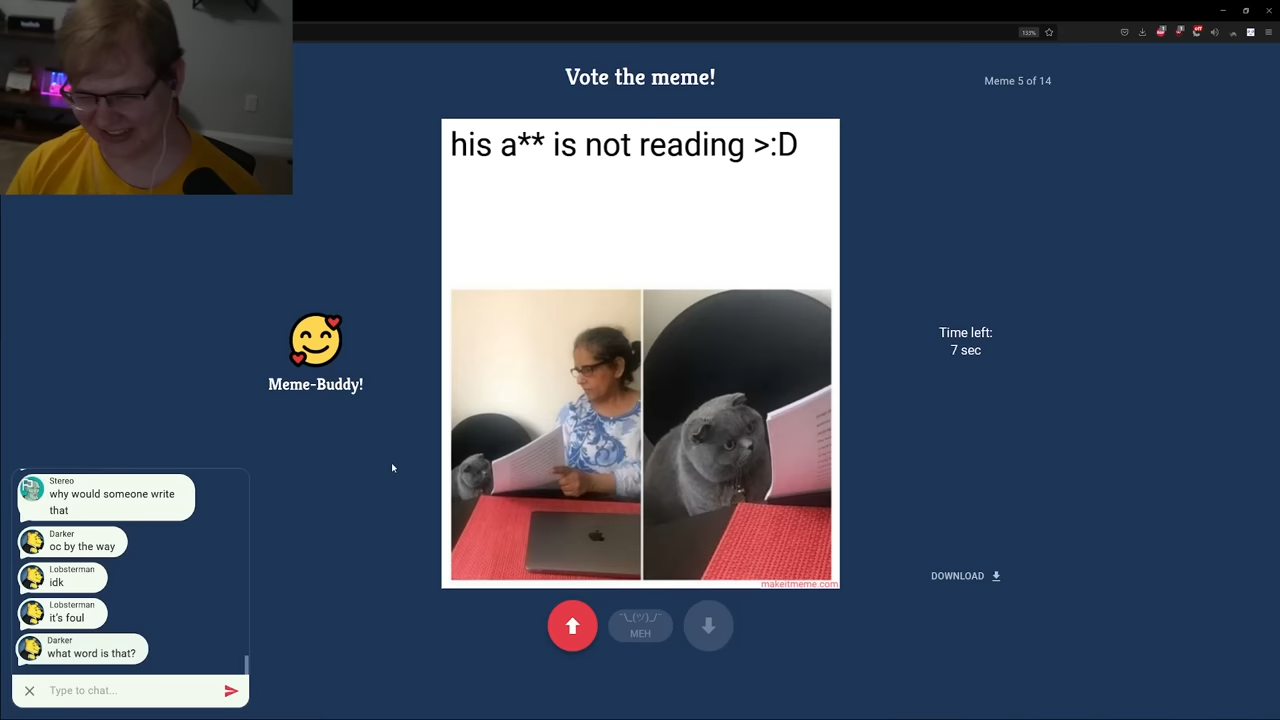 133%
Vote the meme!
Meme 5 of 14
his a** is not reading >:D
Meme-Buddy!
Time left:
7 sec
Stereo
why would someone write
that
Darker
oc by the way
Lobsterman
idk
Lobsterman
it's foul
Darker
what word is that?
Type to chat...
makeitmeme.com
DOWNLOAD
¯\_(ツ)_/¯
MEH